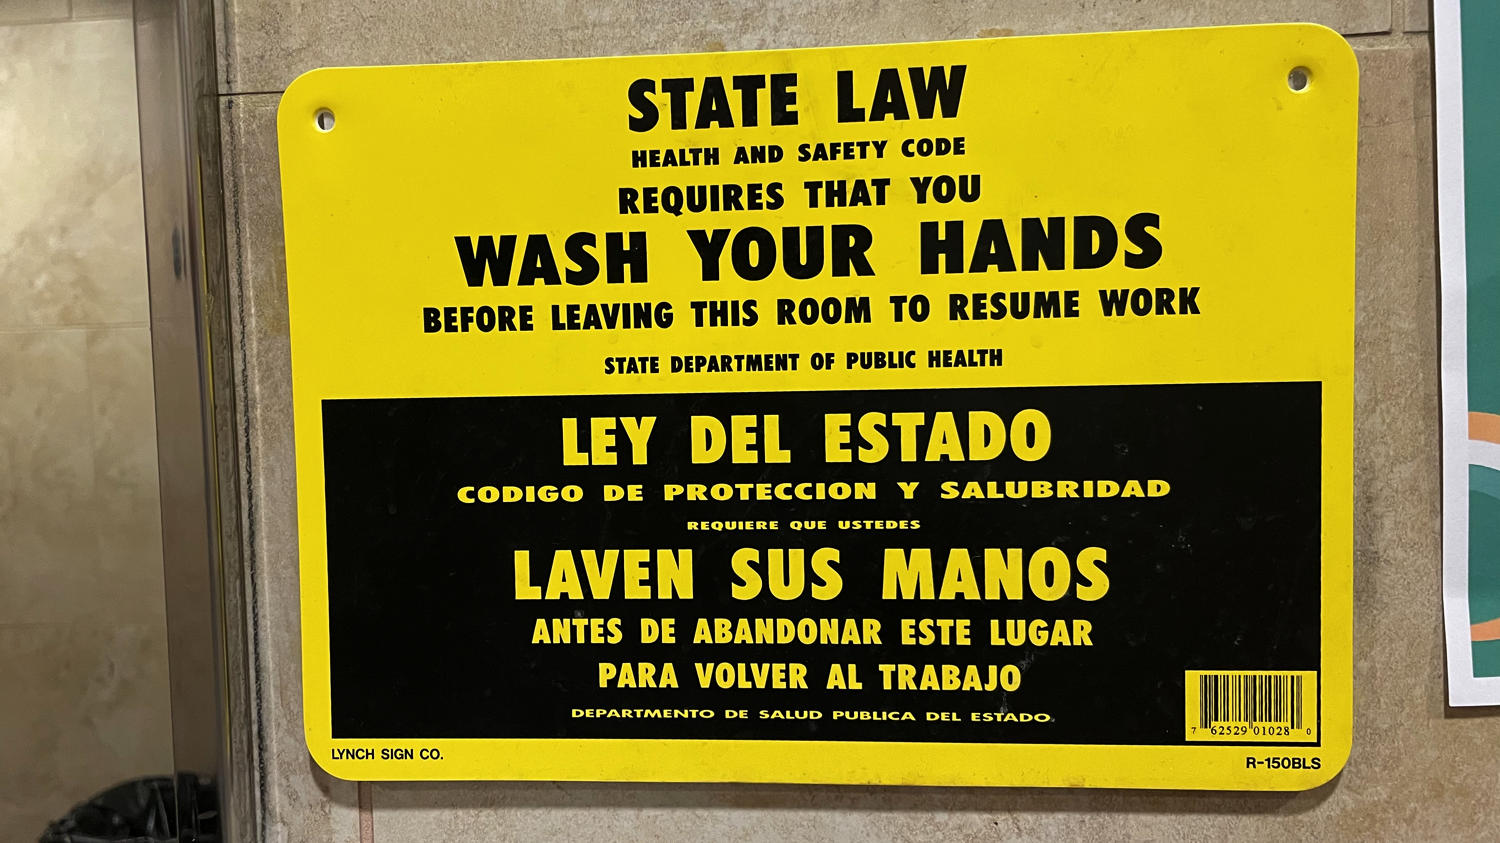 STATE LAW
HEALTH AND SAFETY CODE
REQUIRES THAT YOU
WASH YOUR HANDS
BEFORE LEAVING THIS ROOM TO RESUME WORK
STATE DEPARTMENT OF PUBLIC HEALTH
LEY DEL ESTADO
CODIGO DE PROTECCION Y SALUBRIDAD
REQUIERE QUE USTEDES
LAVEN SUS MANOS
ANTES DE ABANDONAR ESTE LUGAR
PARA VOLVER AL TRABAJO
DEPARTMENTO DE SALUD PUBLICA DEL ESTADO
7 62529 01028 0
LYNCH SIGN CO.
R-150BLS